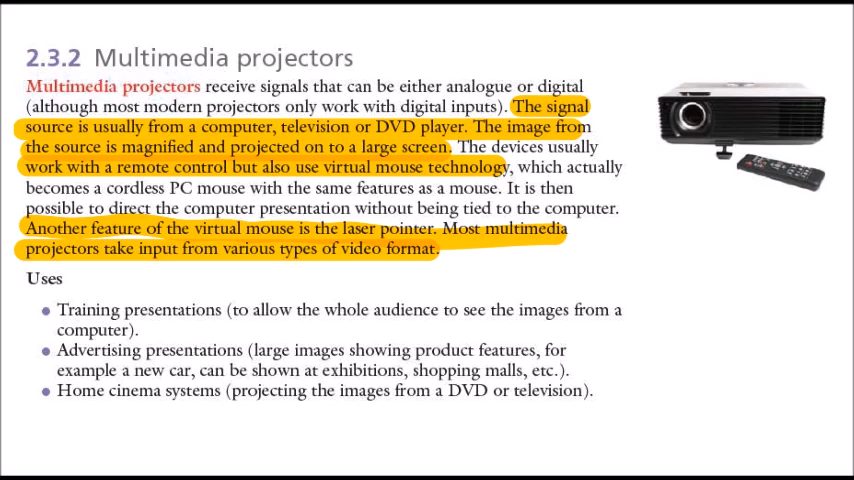 2.3.2 Multimedia projectors
Multimedia projectors receive signals that can be either analogue or digital
(although most modern projectors only work with digital inputs). The signal
source is usually from a computer, television or DVD player. The image from
the source is magnified and projected on to a large screen. The devices usually
work with a remote control but also use virtual mouse technology, which actually
becomes a cordless PC mouse with the same features as a mouse. It is then
possible to direct the computer presentation without being tied to the computer.
Another feature of the virtual mouse is the laser pointer. Most multimedia
projectors take input from various types of video format.
Uses
• Training presentations (to allow the whole audience to see the images from a
computer).
• Advertising presentations (large images showing product features, for
example a new car, can be shown at exhibitions, shopping malls, etc.).
• Home cinema systems (projecting the images from a DVD or television).